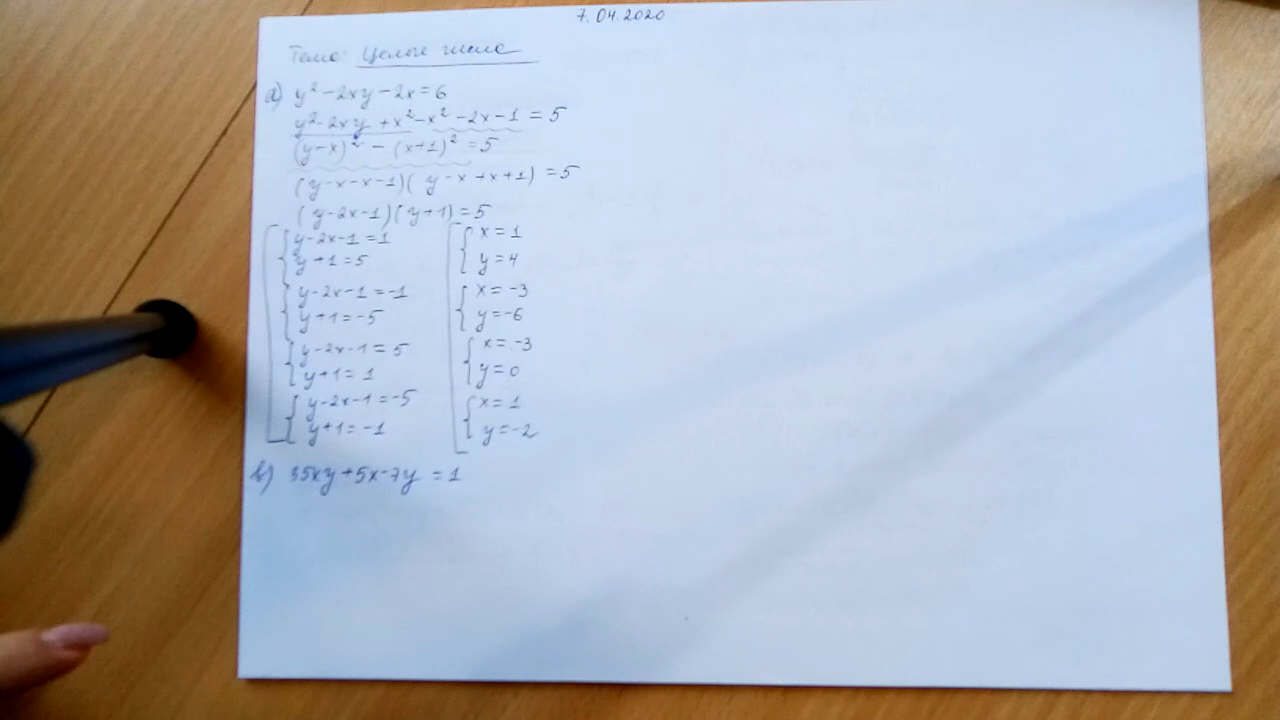 7.04.2020
Тема: Целые числа
а) y² - 2xy - 2x = 6
y² - 2xy + x² - x² - 2x - 1 = 5
(y-x)² - (x+1)² = 5
(y-x-x-1)(y-x+x+1) = 5
(y-2x-1)(y+1) = 5
y-2x-1 = 1
y+1 = 5
y-2x-1 = -1
y+1 = -5
y-2x-1 = 5
y+1 = 1
y-2x-1 = -5
y+1 = -1
x = 1
y = 4
x = -3
y = -6
x = -3
y = 0
x = 1
y = -2
в) 35xy + 5x - 7y = 1